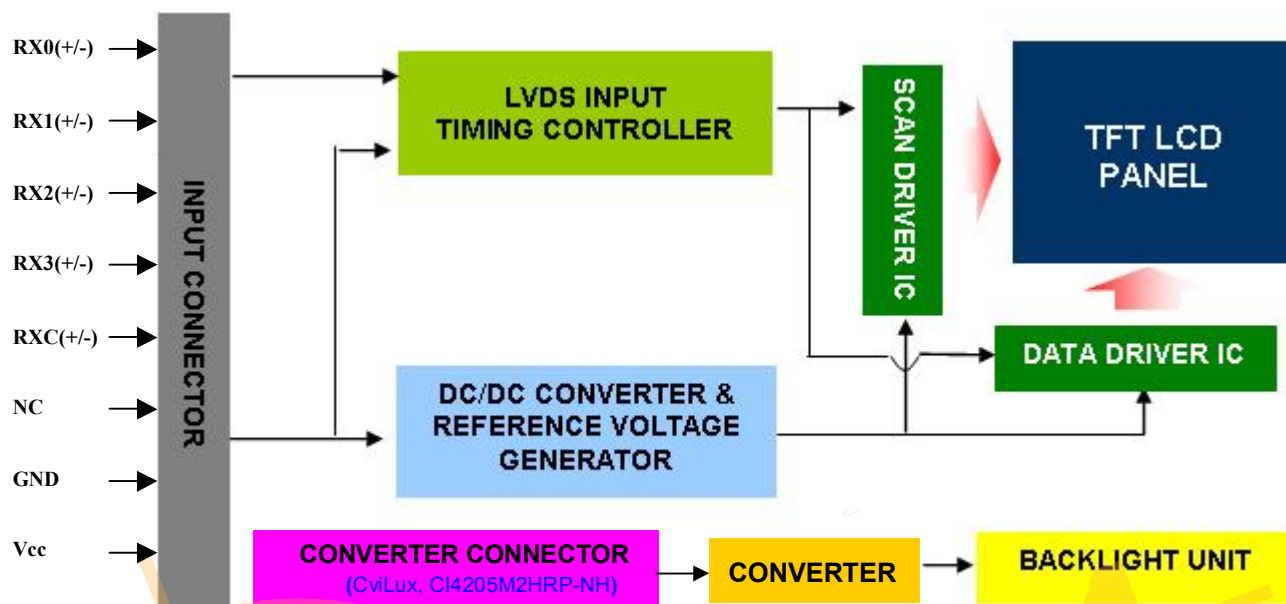 RX0(+/-)
RX1(+/-)
RX2(+/-)
RX3(+/-)
RXC(+/-)
NC
GND
Vcc
INPUT CONNECTOR
LVDS INPUT
TIMING CONTROLLER
SCAN DRIVER IC
TFT LCD
PANEL
DATA DRIVER IC
DC/DC CONVERTER &
REFERENCE VOLTAGE
GENERATOR
CONVERTER CONNECTOR
(CviLux, CI4205M2HRP-NH)
CONVERTER
BACKLIGHT UNIT